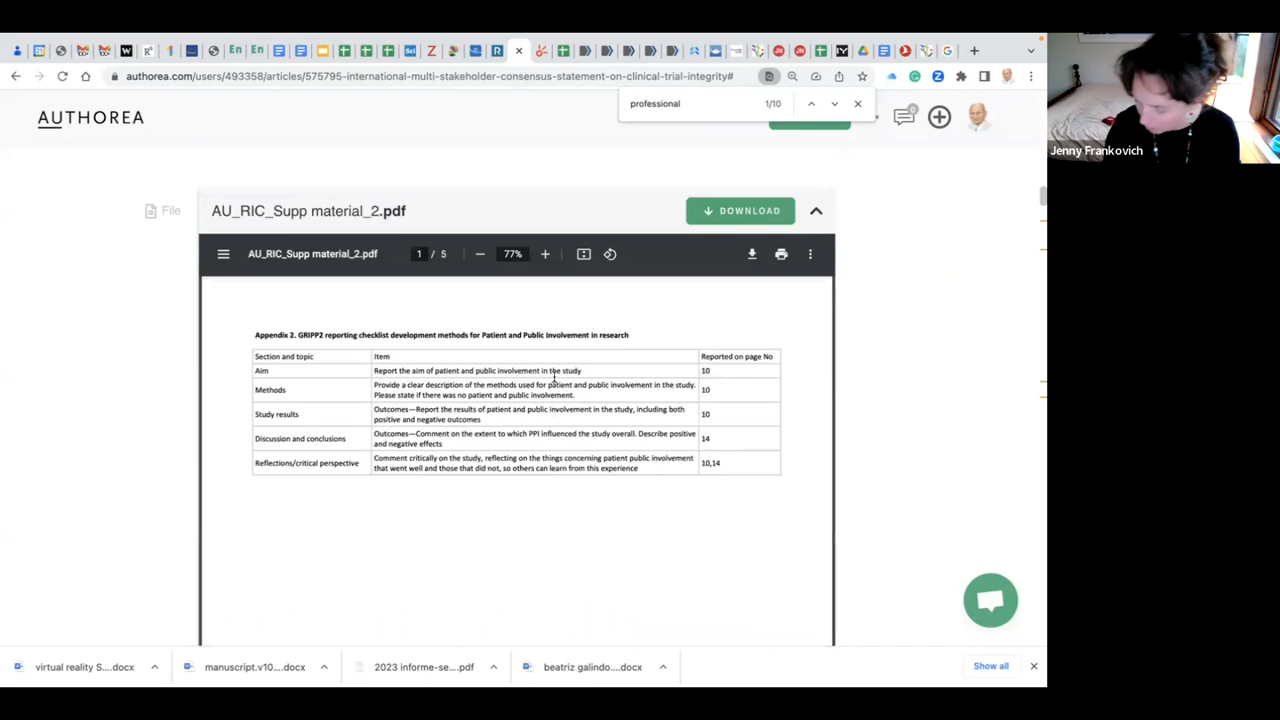 authorea.com/users/493358/articles/575795-international-multi-stakeholder-consensus-statement-on-clinical-trial-integrity#
professional 1/10
AUTHOREA
0
Jenny Frankovich
File
AU_RIC_Supp material_2.pdf
DOWNLOAD
AU_RIC_Supp material_2.pdf 1 / 5 77%
Appendix 2. GRIPP2 reporting checklist development methods for Patient and Public Involvement in research
Section and topic Item Reported on page No
Aim Report the aim of patient and public involvement in the study 10
Methods Provide a clear description of the methods used for patient and public involvement in the study. 10
Please state if there was no patient and public involvement.
Study results Outcomes—Report the results of patient and public involvement in the study, including both 10
positive and negative outcomes
Discussion and conclusions Outcomes—Comment on the extent to which PPI influenced the study overall. Describe positive 14
and negative effects
Reflections/critical perspective Comment critically on the study, reflecting on the things concerning patient public involvement 10,14
that went well and those that did not, so others can learn from this experience
virtual reality S....docx manuscript.v10....docx 2023 informe-se....pdf beatriz galindo....docx Show all